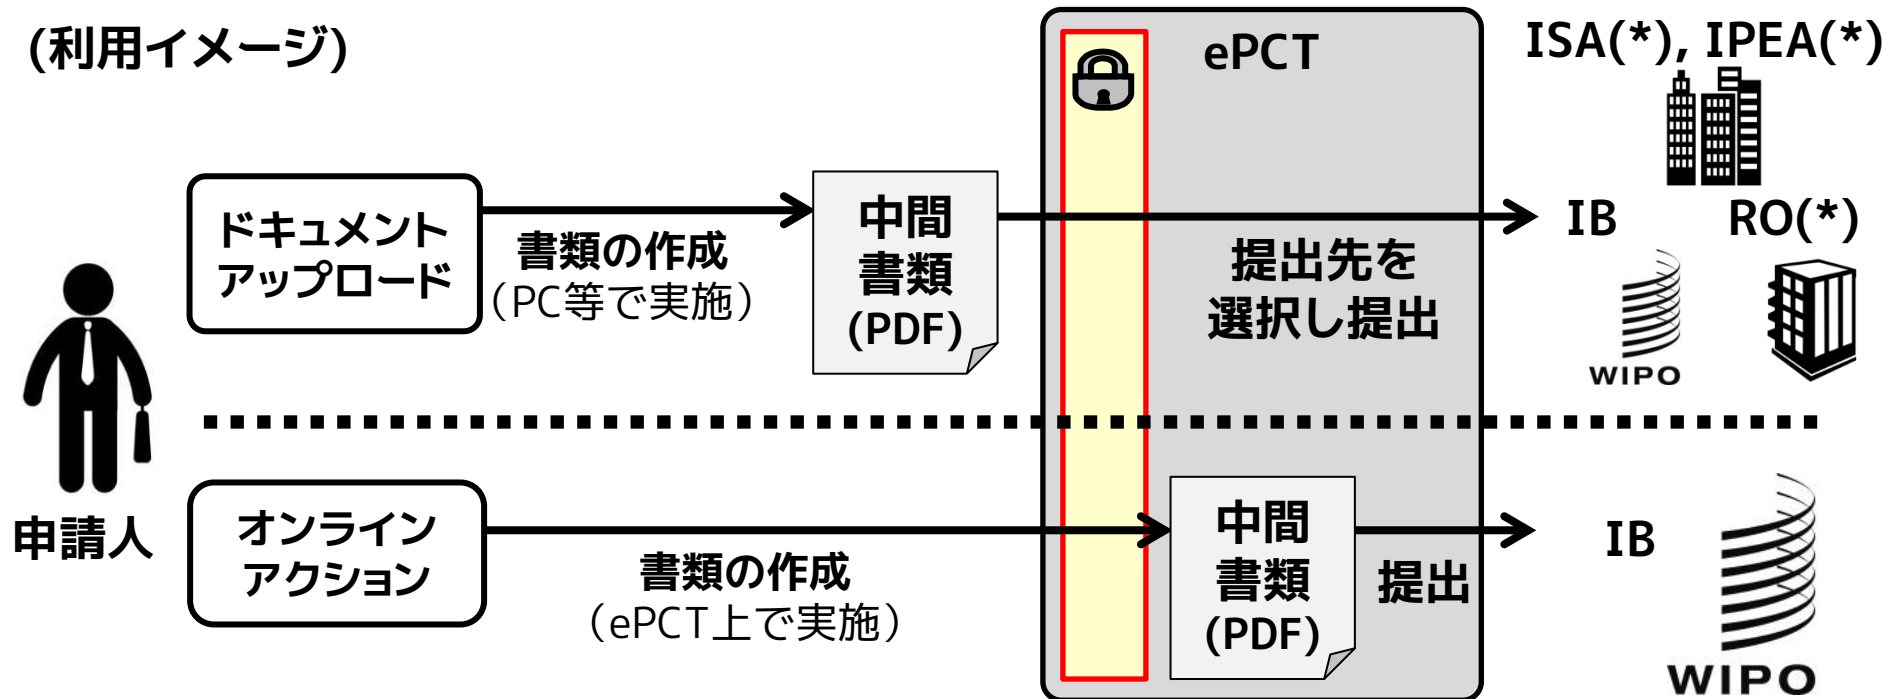 (利用イメージ)
ePCT
ISA(*), IPEA(*)
ドキュメント
アップロード
書類の作成
（PC等で実施）
中間
書類
(PDF)
提出先を
選択し提出
IB
RO(*)
WIPO
申請人
オンライン
アクション
書類の作成
（ePCT上で実施）
中間
書類
(PDF)
提出
IB
WIPO